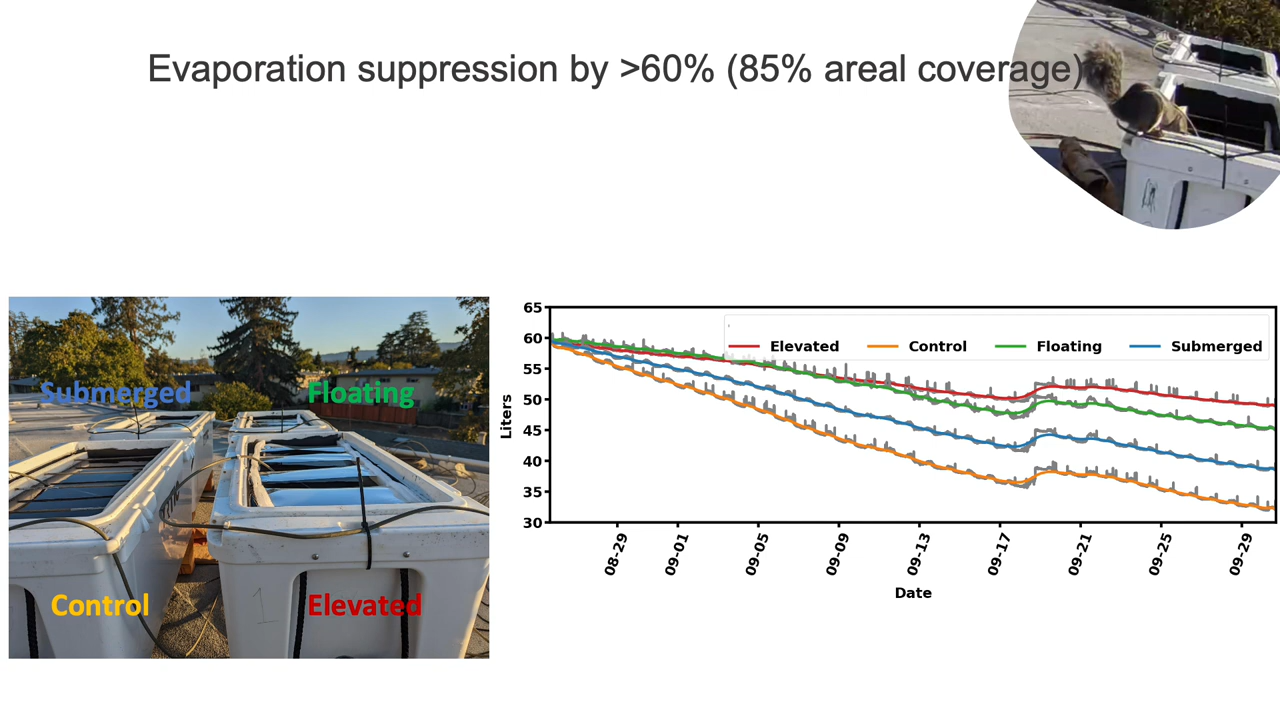 Evaporation suppression by >60% (85% areal coverage)
Submerged
Floating
Control
Elevated
65
60
55
50
45
40
35
30
Liters
Elevated
Control
Floating
Submerged
08-29
09-01
09-05
09-09
09-13
09-17
09-21
09-25
09-29
Date